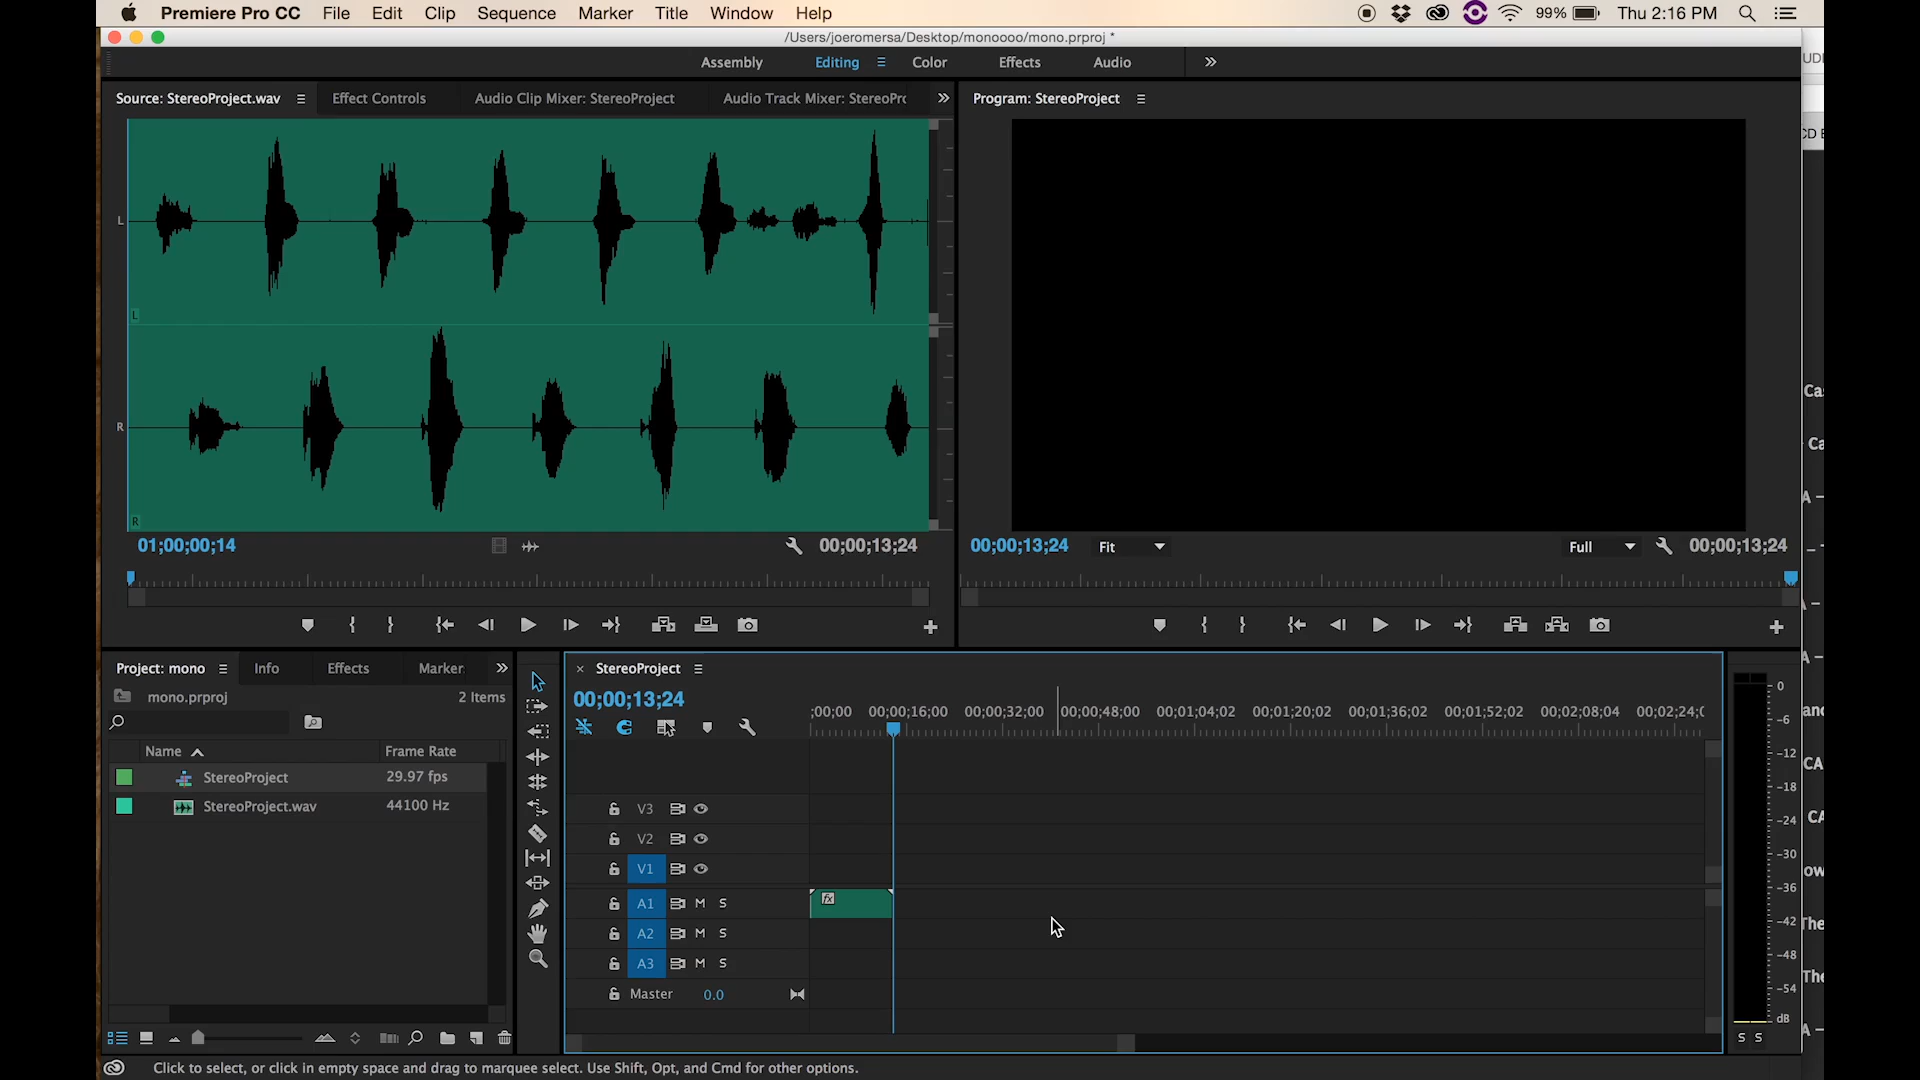 Premiere Pro CC File Edit Clip Sequence Marker Title Window Help 99% Thu 2:16 PM
/Users/joeromersa/Desktop/monoooo/mono.prproj *
Assembly Editing Color Effects Audio
Source: StereoProject.wav Effect Controls Audio Clip Mixer: StereoProject Audio Track Mixer: StereoPr Program: StereoProject
L
L
R
R
01;00;00;14 00;00;13;24 00;00;13;24 Fit Full 00;00;13;24
Project: mono Info Effects Marker StereoProject
mono.prproj 2 Items
00;00;13;24
;00;00 00;00;16;00 00;00;32;00 00;00;48;00 00;01;04;02 00;01;20;02 00;01;36;02 00;01;52;02 00;02;08;04 00;02;24;0
Name Frame Rate
StereoProject 29.97 fps
StereoProject.wav 44100 Hz
V3
V2
V1
fx
A1 M S
A2 M S
A3 M S
Master 0.0
0
-6
-12
-18
-24
-30
-36
-42
-48
-54
dB
S S
Click to select, or click in empty space and drag to marquee select. Use Shift, Opt, and Cmd for other options.